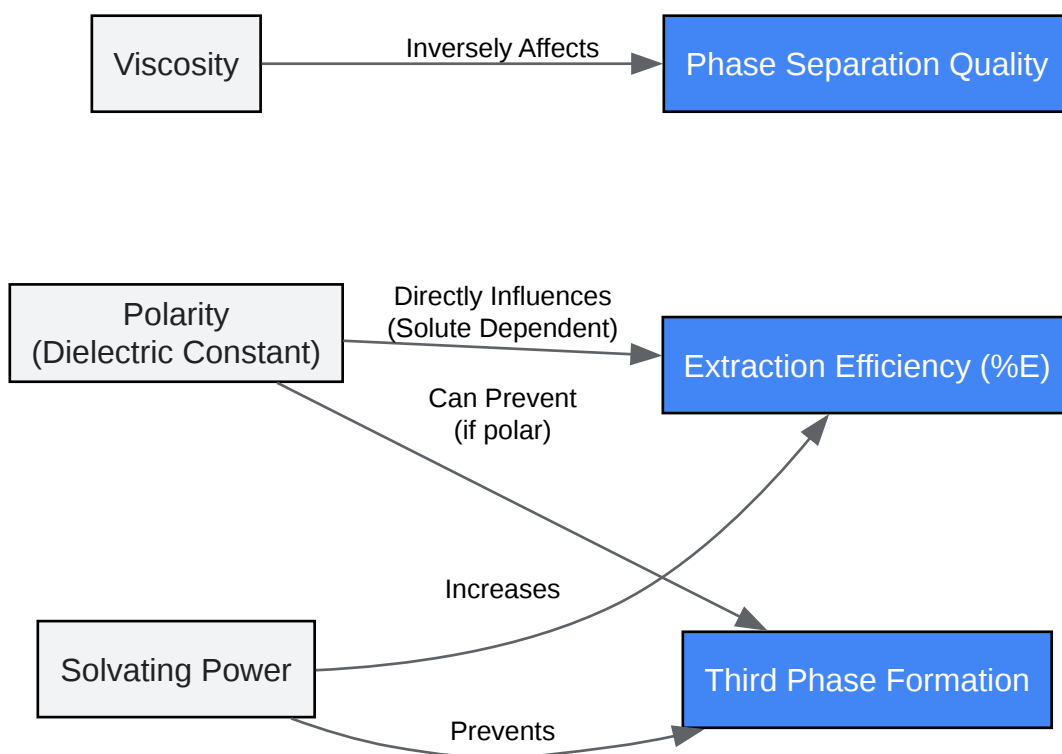 Viscosity
Inversely Affects
Phase Separation Quality
Polarity
(Dielectric Constant)
Directly Influences
(Solute Dependent)
Extraction Efficiency (%E)
Can Prevent
(if polar)
Increases
Solvating Power
Third Phase Formation
Prevents